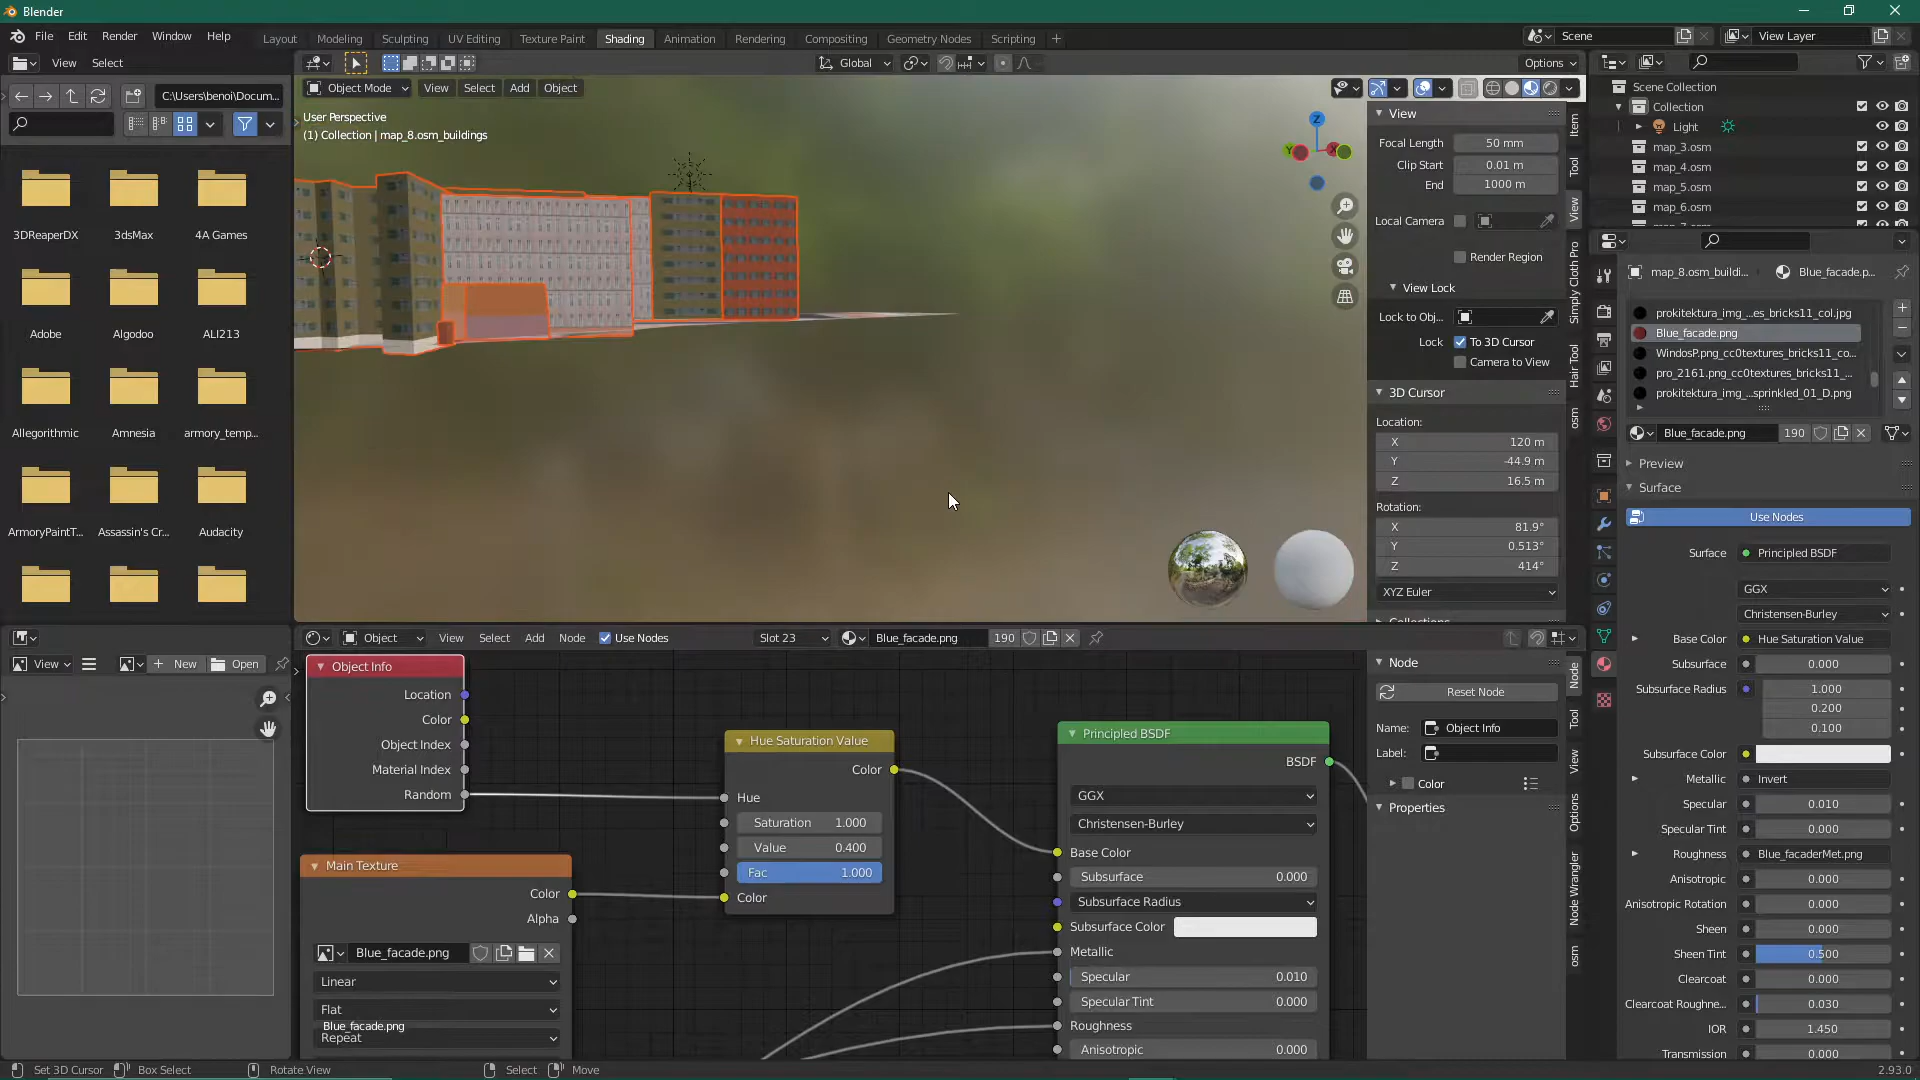 Blender
File Edit Render Window Help
Layout Modeling Sculpting UV Editing Texture Paint Shading Animation Rendering Compositing Geometry Nodes Scripting
Scene
View Layer
View Select
Global
Options
C:\Users\benoi\Docum...
Object Mode View Select Add Object
User Perspective
(1) Collection | map_8.osm_buildings
Z
Y
X
3DReaperDX 3dsMax 4A Games
Adobe Algodoo ALI213
Allegorithmic Amnesia armory_temp...
ArmoryPaintT... Assassin's Cr... Audacity
View
Focal Length 50 mm
Clip Start 0.01 m
End 1000 m
Local Camera
Render Region
View Lock
Lock to Obj...
Lock To 3D Cursor
Camera to View
3D Cursor
Location:
X 120 m
Y -44.9 m
Z 16.5 m
Rotation:
X 81.9°
Y 0.513°
Z 414°
XYZ Euler
Item
Tool
View
Simply Cloth Pro
Hair Tool
osm
Scene Collection
Collection
Light
map_3.osm
map_4.osm
map_5.osm
map_6.osm
map_8.osm_buildi... Blue_facade.p...
prokitektura_img_...es_bricks11_col.jpg
Blue_facade.png
WindosP.png_cc0textures_bricks11_co...
pro_2161.png_cc0textures_bricks11_...
prokitektura_img_...sprinkled_01_D.png
Blue_facade.png 190
Preview
Surface
Use Nodes
Surface Principled BSDF
GGX
Christensen-Burley
Base Color Hue Saturation Value
Subsurface 0.000
Subsurface Radius 1.000
0.200
0.100
Subsurface Color
Metallic Invert
Specular 0.010
Specular Tint 0.000
Roughness Blue_facaderMet.png
Anisotropic 0.000
Anisotropic Rotation 0.000
Sheen 0.000
Sheen Tint 0.500
Clearcoat 0.000
Clearcoat Roughne... 0.030
IOR 1.450
Transmission 0.000
View New Open
Object View Select Add Node Use Nodes Slot 23 Blue_facade.png 190
Object Info
Location
Color
Object Index
Material Index
Random
Main Texture
Color
Alpha
Blue_facade.png
Linear
Flat
Blue_facade.png
Repeat
Hue Saturation Value
Color
Hue
Saturation 1.000
Value 0.400
Fac 1.000
Color
Principled BSDF
BSDF
GGX
Christensen-Burley
Base Color
Subsurface 0.000
Subsurface Radius
Subsurface Color
Metallic
Specular 0.010
Specular Tint 0.000
Roughness
Anisotropic 0.000
Node
Reset Node
Name: Object Info
Label:
Color
Properties
Node
Tool
View
Options
Node Wrangler
osm
Set 3D Cursor Box Select Rotate View Select Move 2.93.0